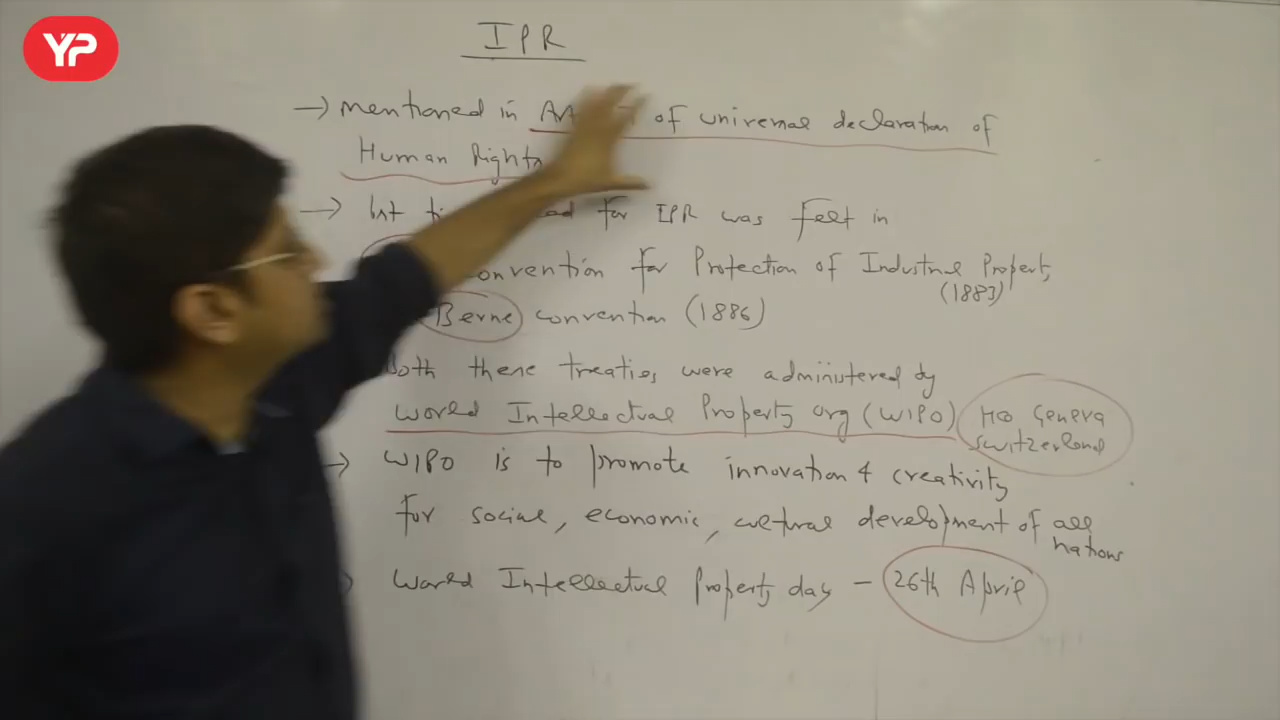 YP
IPR
→ mentioned in of universal declaration of
Human Rights
→ Ist for IPR was felt in
convention for Protection of Industrial Property
(1883)
Berne convention (1886)
Both these treaties were administered by
World Intellectual Property Org (WIPO)
HQ Geneva
Switzerland
→ WIPO is to promote innovation & creativity
for social, economic, cultural development of all
nations
World Intellectual Property day - 26th April